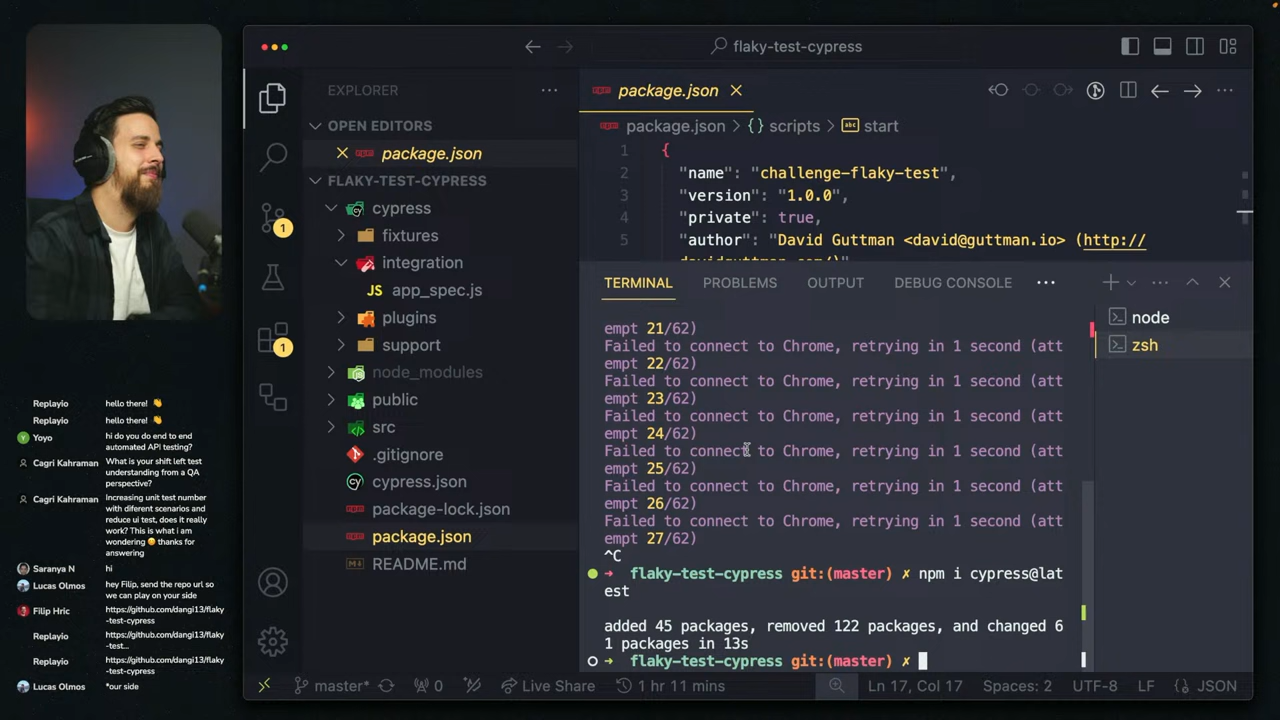 flaky-test-cypress
EXPLORER
OPEN EDITORS
package.json
FLAKY-TEST-CYPRESS
cypress
fixtures
integration
JS app_spec.js
plugins
support
node_modules
public
src
.gitignore
cypress.json
package-lock.json
package.json
README.md
1
1
package.json
package.json > {} scripts > abc start
1 {
2 "name": "challenge-flaky-test",
3 "version": "1.0.0",
4 "private": true,
5 "author": "David Guttman <david@guttman.io> (http://
TERMINAL PROBLEMS OUTPUT DEBUG CONSOLE
empt 21/62)
Failed to connect to Chrome, retrying in 1 second (att
empt 22/62)
Failed to connect to Chrome, retrying in 1 second (att
empt 23/62)
Failed to connect to Chrome, retrying in 1 second (att
empt 24/62)
Failed to connect to Chrome, retrying in 1 second (att
empt 25/62)
Failed to connect to Chrome, retrying in 1 second (att
empt 26/62)
Failed to connect to Chrome, retrying in 1 second (att
empt 27/62)
^C
➜ flaky-test-cypress git:(master) ✗ npm i cypress@lat
est
added 45 packages, removed 122 packages, and changed 6
1 packages in 13s
➜ flaky-test-cypress git:(master) ✗
node
zsh
Replayio hello there! 👏
Replayio hello there! 👏
Y Yoyo hi do you do end to end
automated API testing?
Cagri Kahraman What is your shift left test
understanding from a QA
perspective?
Cagri Kahraman Increasing unit test number
with diferent scenarios and
reduce ui test, does it really
work? This is what i am
wondering 😊 thanks for
answering
Saranya N hi
Lucas Olmos hey Filip, send the repo url so
we can play on your side
Filip Hric https://github.com/dangi13/flaky
-test-cypress
Replayio https://github.com/dangi13/flaky
-test...
Replayio https://github.com/dangi13/flaky
-test-cypress
Lucas Olmos *our side
master* 0 Live Share 1 hr 11 mins Ln 17, Col 17 Spaces: 2 UTF-8 LF {} JSON